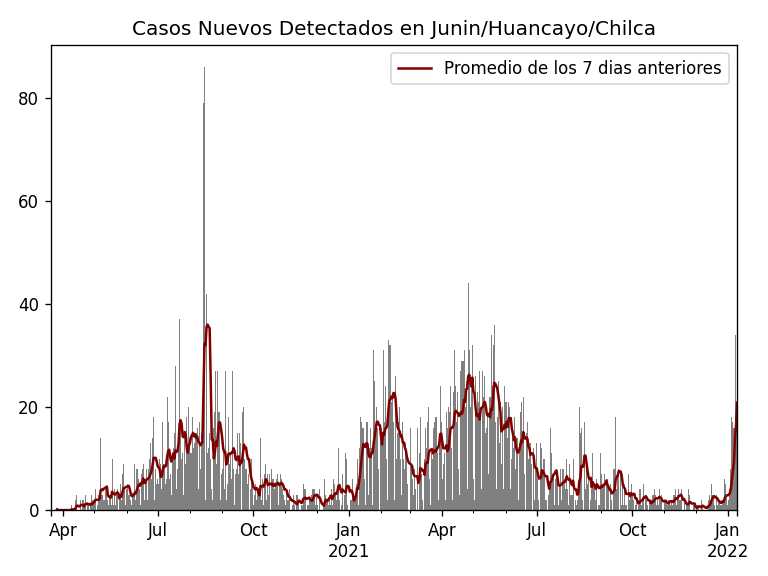 Casos Nuevos Detectados en Junin/Huancayo/Chilca
Promedio de los 7 dias anteriores
80
60
40
20
0
Apr Jul Oct Jan Apr Jul Oct Jan
2021 2022